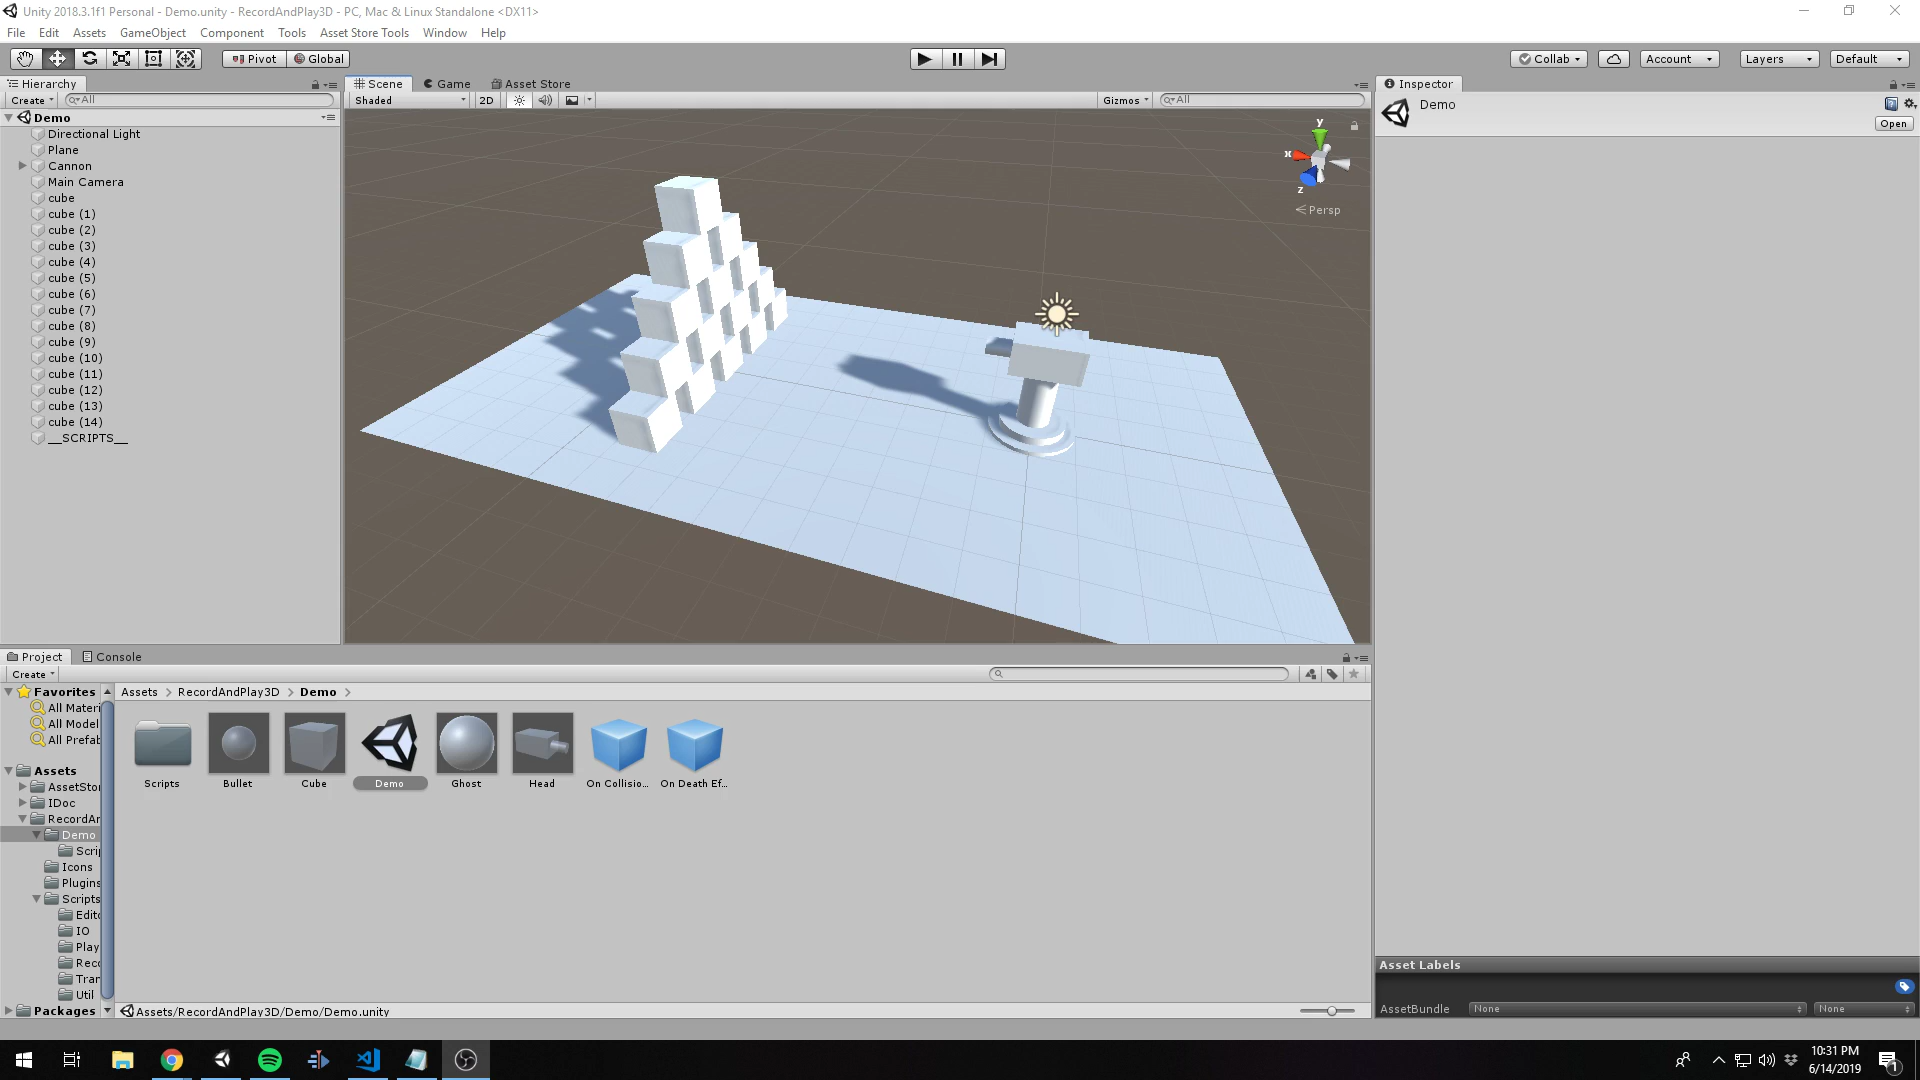 Unity 2018.3.1f1 Personal - Demo.unity - RecordAndPlay3D - PC, Mac & Linux Standalone <DX11>
File Edit Assets GameObject Component Tools Asset Store Tools Window Help
Pivot Global Collab Account Layers Default
Hierarchy
Create All
Demo
Directional Light
Plane
Cannon
Main Camera
cube
cube (1)
cube (2)
cube (3)
cube (4)
cube (5)
cube (6)
cube (7)
cube (8)
cube (9)
cube (10)
cube (11)
cube (12)
cube (13)
cube (14)
__SCRIPTS__
Scene Game Asset Store
Shaded 2D Gizmos All
y
x
z
Persp
Inspector
Demo
Open
Project Console
Create
Favorites
All Materi
All Model
All Prefab
Assets
AssetStor
IDoc
RecordAr
Demo
Scrip
Icons
Plugins
Scripts
Edito
IO
Play
Reco
Tran
Util
Packages
Assets > RecordAndPlay3D > Demo >
Scripts Bullet Cube Demo Ghost Head On Collisio... On Death Ef...
Assets/RecordAndPlay3D/Demo/Demo.unity
Asset Labels
AssetBundle None None
10:31 PM
6/14/2019
1